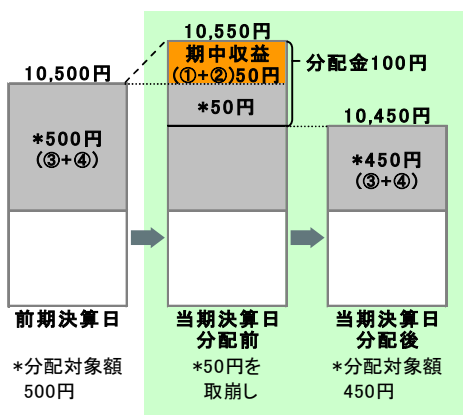 10,550円
期中収益
(①+②)50円
分配金100円
10,500円
*50円
10,450円
*500円
(③+④)
*450円
(③+④)
前期決算日
当期決算日
分配前
当期決算日
分配後
*分配対象額
500円
*50円を
取崩し
*分配対象額
450円